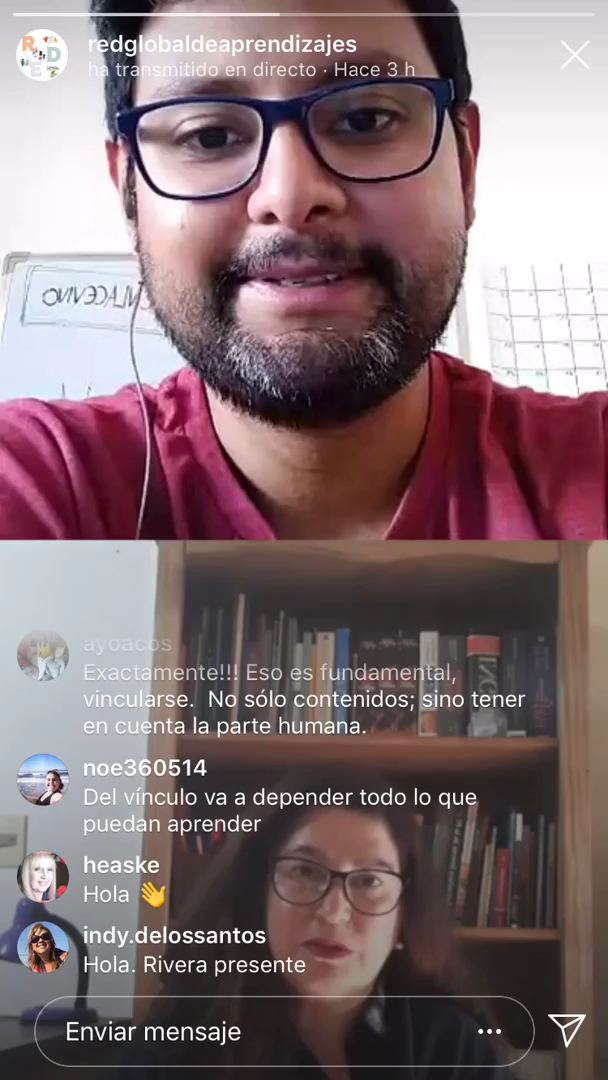 redglobaldeaprendizajes
ha transmitido en directo · Hace 3 h
ENLACEVIVO
ayoacos
Exactamente!!! Eso es fundamental,
vincularse. No sólo contenidos; sino tener
en cuenta la parte humana.
noe360514
Del vínculo va a depender todo lo que
puedan aprender
heaske
Hola 👋
indy.delossantos
Hola. Rivera presente
Enviar mensaje